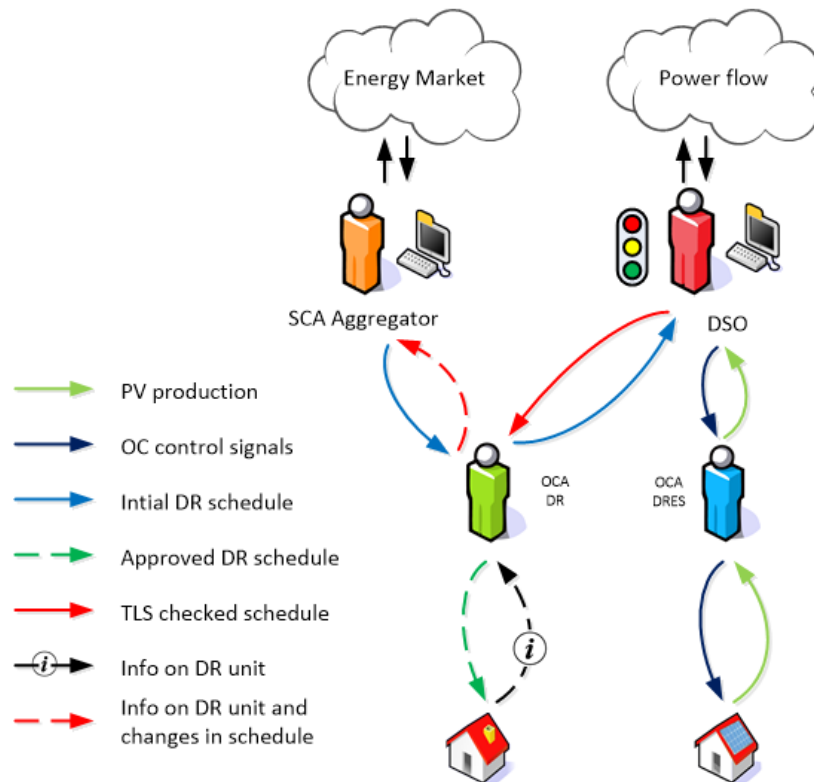 Energy Market
Power flow
SCA Aggregator
DSO
PV production
OC control signals
OCA
DR
OCA
DRES
Intial DR schedule
Approved DR schedule
TLS checked schedule
i
Info on DR unit
i
Info on DR unit and
changes in schedule